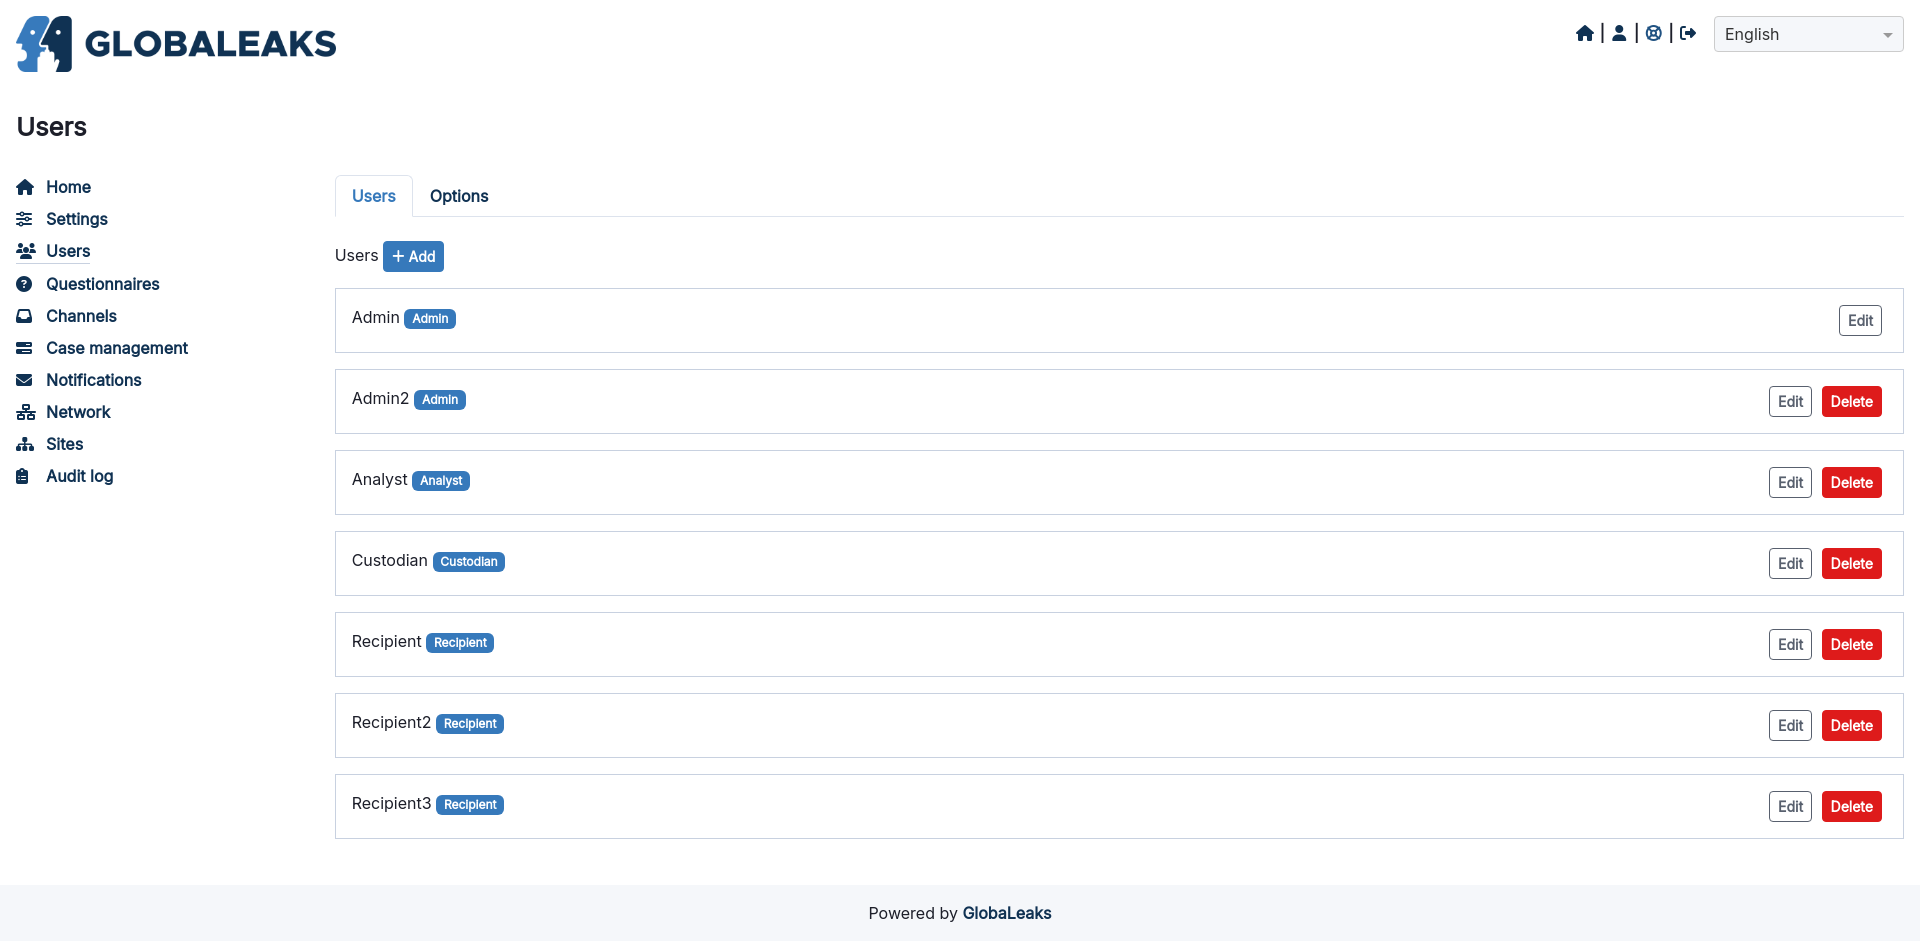 GLOBALEAKS
| | | English
Users
Home
Settings
Users
Questionnaires
Channels
Case management
Notifications
Network
Sites
Audit log
Users Options
Users + Add
Admin Admin Edit
Admin2 Admin Edit Delete
Analyst Analyst Edit Delete
Custodian Custodian Edit Delete
Recipient Recipient Edit Delete
Recipient2 Recipient Edit Delete
Recipient3 Recipient Edit Delete
Powered by GlobaLeaks